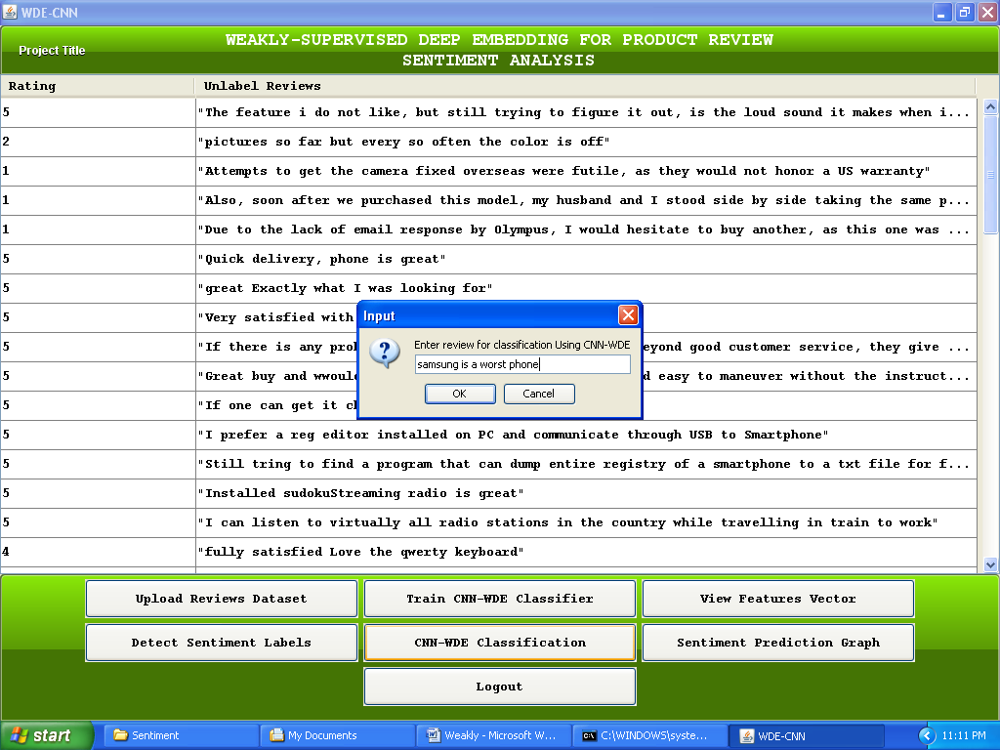 WDE-CNN
Project Title
WEAKLY-SUPERVISED DEEP EMBEDDING FOR PRODUCT REVIEW
SENTIMENT ANALYSIS
Rating Unlabel Reviews
5 "The feature i do not like, but still trying to figure it out, is the loud sound it makes when i...
2 "pictures so far but every so often the color is off"
1 "Attempts to get the camera fixed overseas were futile, as they would not honor a US warranty"
1 "Also, soon after we purchased this model, my husband and I stood side by side taking the same p...
1 "Due to the lack of email response by Olympus, I would hesitate to buy another, as this one was ...
5 "Quick delivery, phone is great"
5 "great Exactly what I was looking for"
5 "Very satisfied with
5 "If there is any eyond good customer service, they give ...
5 "Great buy and wwoul d easy to maneuver without the instruct...
5 "If one can get it
5 "I prefer a reg editor installed on PC and communicate through USB to Smartphone"
5 "Still tring to find a program that can dump entire registry of a smartphone to a txt file for f...
5 "Installed sudokuStreaming radio is great"
5 "I can listen to virtually all radio stations in the country while travelling in train to work"
4 "fully satisfied Love the qwerty keyboard"
Input
Enter review for classification Using CNN-WDE
samsung is a worst phone
OK Cancel
Upload Reviews Dataset Train CNN-WDE Classifier View Features Vector
Detect Sentiment Labels CNN-WDE Classification Sentiment Prediction Graph
Logout
start Sentiment My Documents Weakly - Microsoft W... C:\WINDOWS\syste... WDE-CNN 11:11 PM